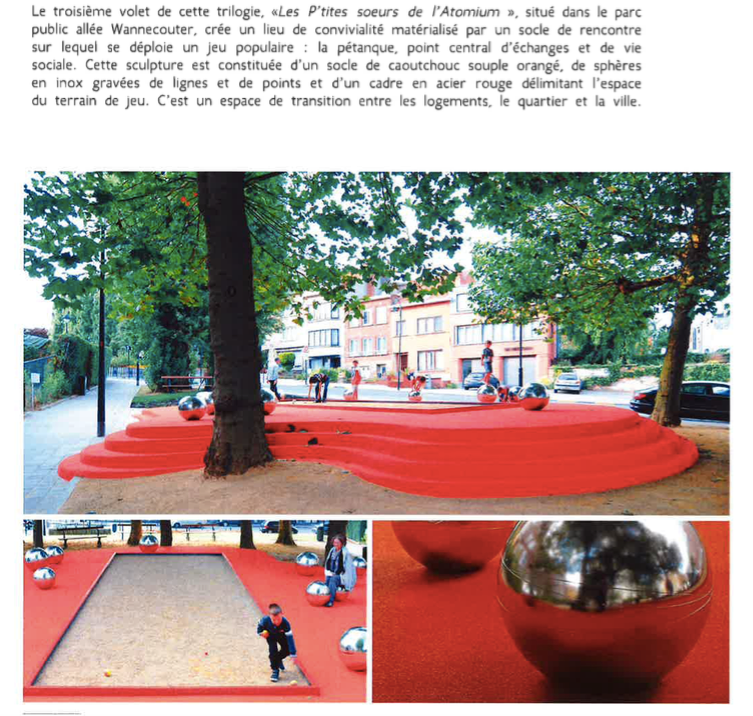 Le troisième volet de cette trilogie, «Les P'tites soeurs de l'Atomium », situé dans le parc
public allée Wannecouter, crée un lieu de convivialité matérialisé par un socle de rencontre
sur lequel se déploie un jeu populaire : la pétanque, point central d'échanges et de vie
sociale. Cette sculpture est constituée d'un socle de caoutchouc souple orangé, de sphères
en inox gravées de lignes et de points et d'un cadre en acier rouge délimitant l'espace
du terrain de jeu. C'est un espace de transition entre les logements, le quartier et la ville.